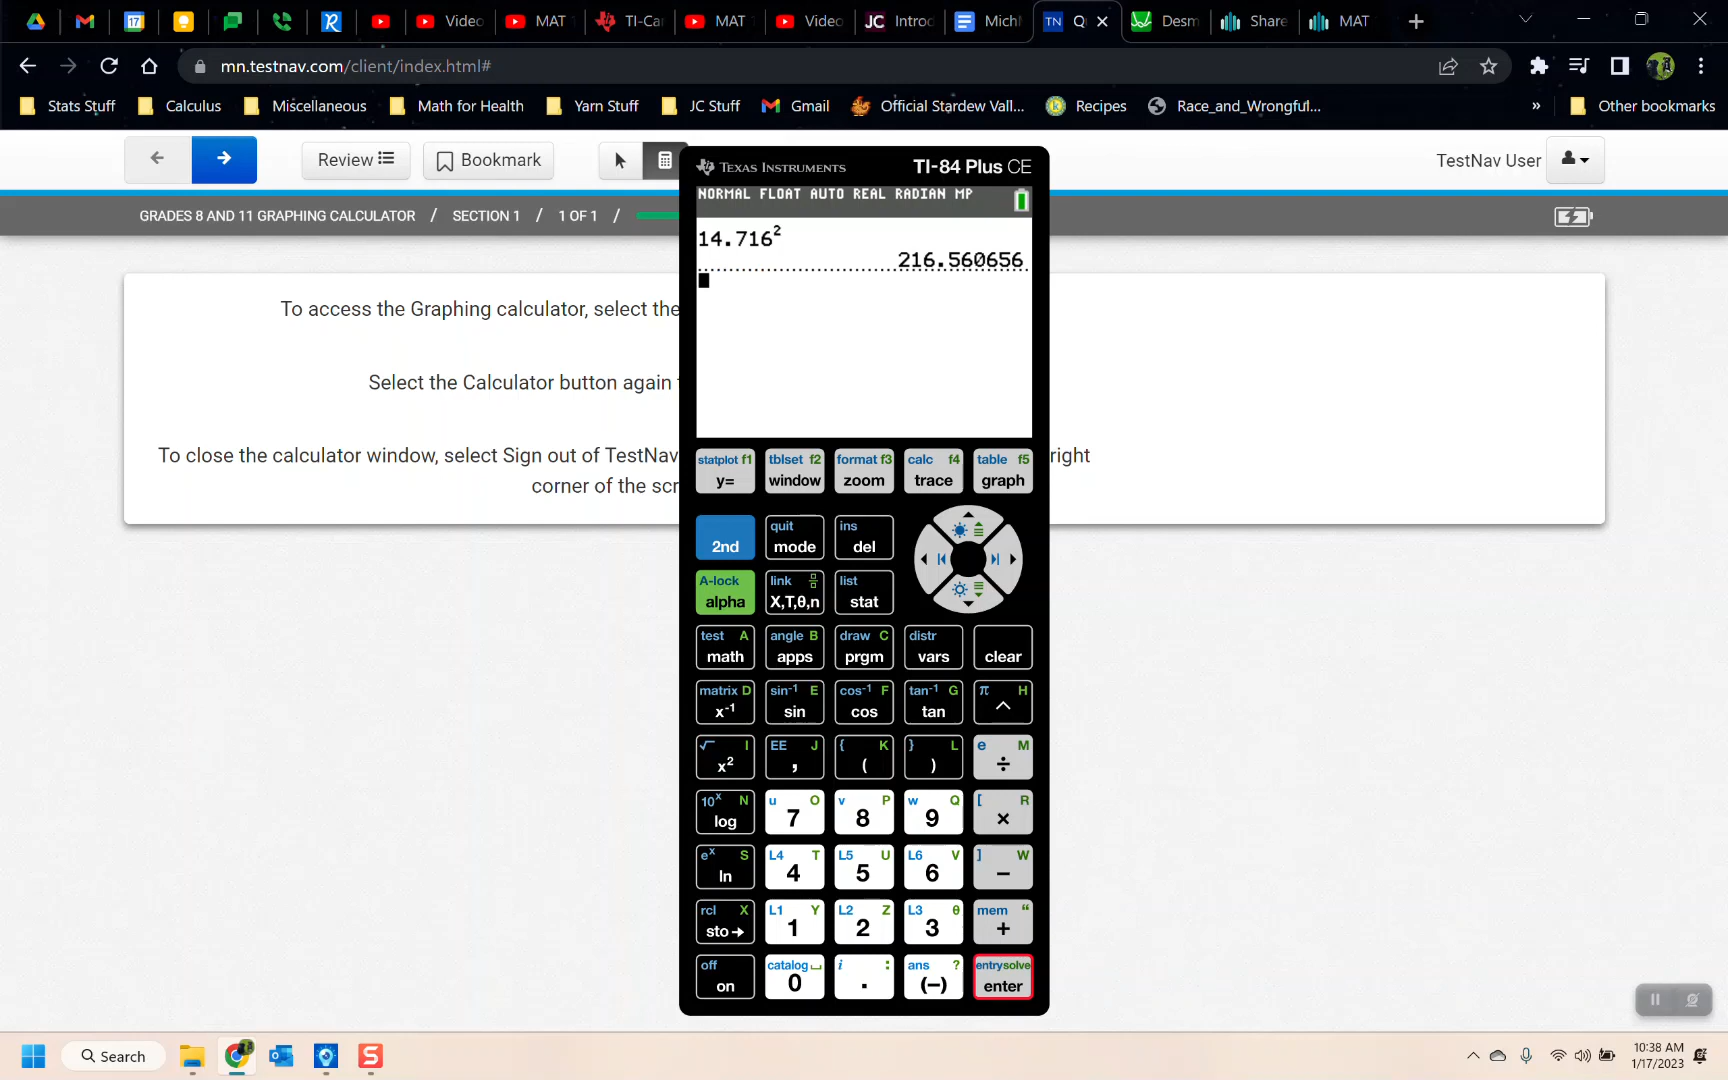 17
Video
MAT
TI-Car
MAT
Video
JC
Introd
Michl
TN
Q
Desm
Share
MAT
mn.testnav.com/client/index.html#
Stats Stuff
Calculus
Miscellaneous
Math for Health
Yarn Stuff
JC Stuff
Gmail
Official Stardew Vall...
Recipes
Race_and_Wrongful...
»
Other bookmarks
Review
Bookmark
TestNav User
GRADES 8 AND 11 GRAPHING CALCULATOR / SECTION 1 / 1 OF 1 /
To access the Graphing calculator, select the
Select the Calculator button again
To close the calculator window, select Sign out of TestNav
right
corner of the scr
TEXAS INSTRUMENTS
TI-84 Plus CE
NORMAL FLOAT AUTO REAL RADIAN MP
14.716²
216.560656
statplot f1
tblset f2
format f3
calc f4
table f5
y=
window
zoom
trace
graph
quit
ins
2nd
mode
del
A-lock
link
list
alpha
X,T,θ,n
stat
test A
angle B
draw C
distr
math
apps
prgm
vars
clear
matrix D
sin⁻¹ E
cos⁻¹ F
tan⁻¹ G
π H
x⁻¹
sin
cos
tan
^
√ I
EE J
{ K
} L
e M
x²
,
(
)
÷
10ˣ N
u O
v P
w Q
[ R
log
7
8
9
×
eˣ S
L4 T
L5 U
L6 V
] W
ln
4
5
6
−
rcl X
L1 Y
L2 Z
L3 θ
mem “
sto→
1
2
3
+
off
catalog
i :
ans ?
entry solve
on
0
.
(−)
enter
Search
S
10:38 AM
1/17/2023